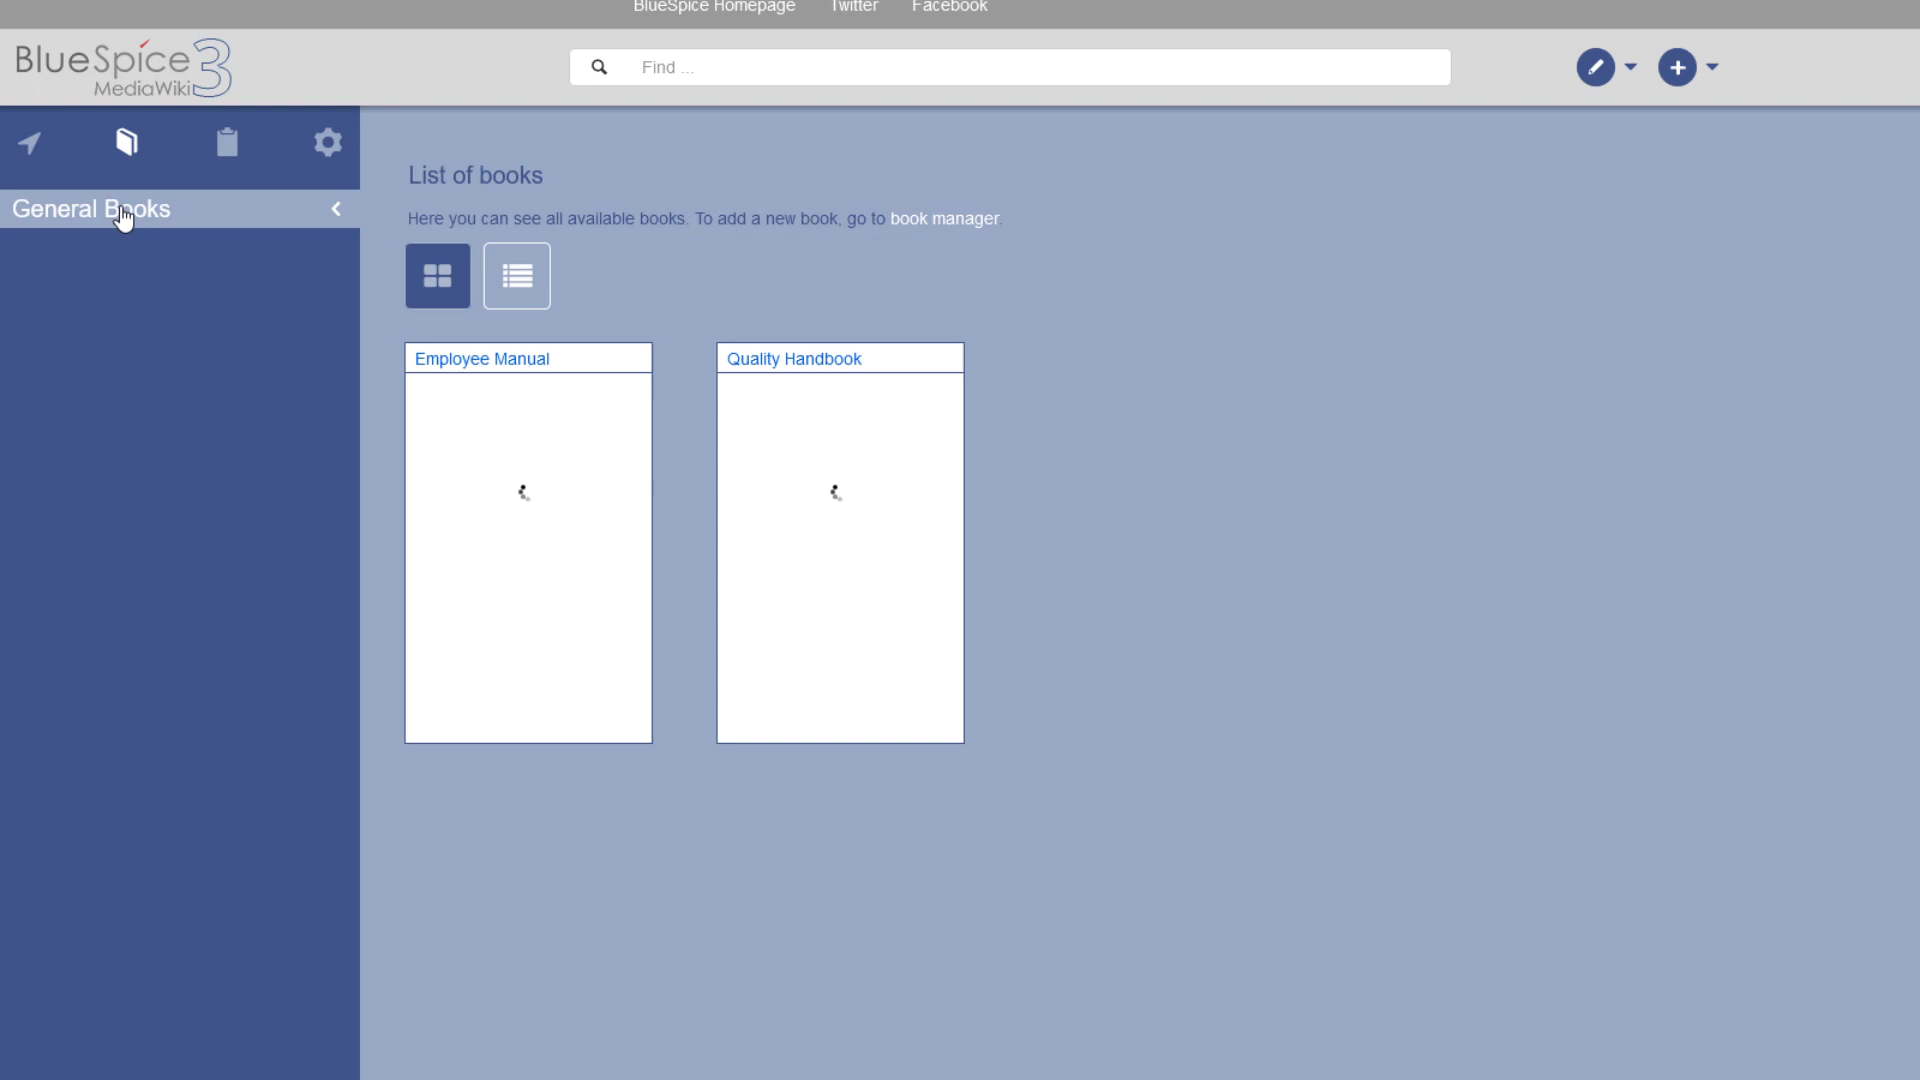 BlueSpice Homepage Twitter Facebook
BlueSpice 3
MediaWiki
Find ...
General Books
List of books
Here you can see all available books. To add a new book, go to book manager.
Employee Manual
Quality Handbook